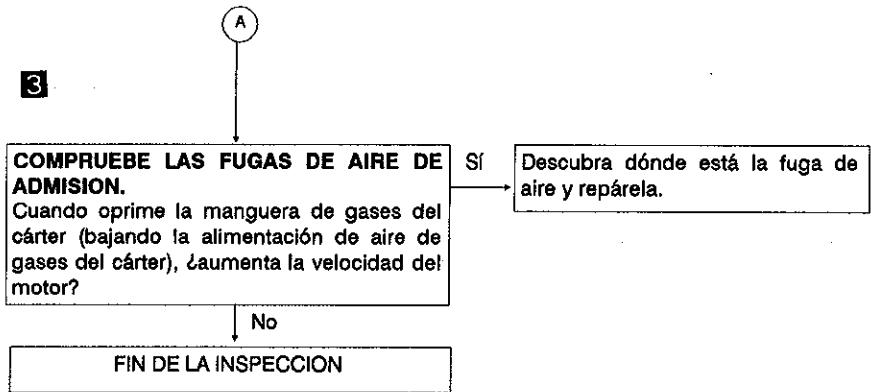 A
3
COMPRUEBE LAS FUGAS DE AIRE DE
ADMISION.
Cuando oprime la manguera de gases del
cárter (bajando la alimentación de aire de
gases del cárter), ¿aumenta la velocidad del
motor?
Sí
Descubra dónde está la fuga de
aire y repárela.
No
FIN DE LA INSPECCION